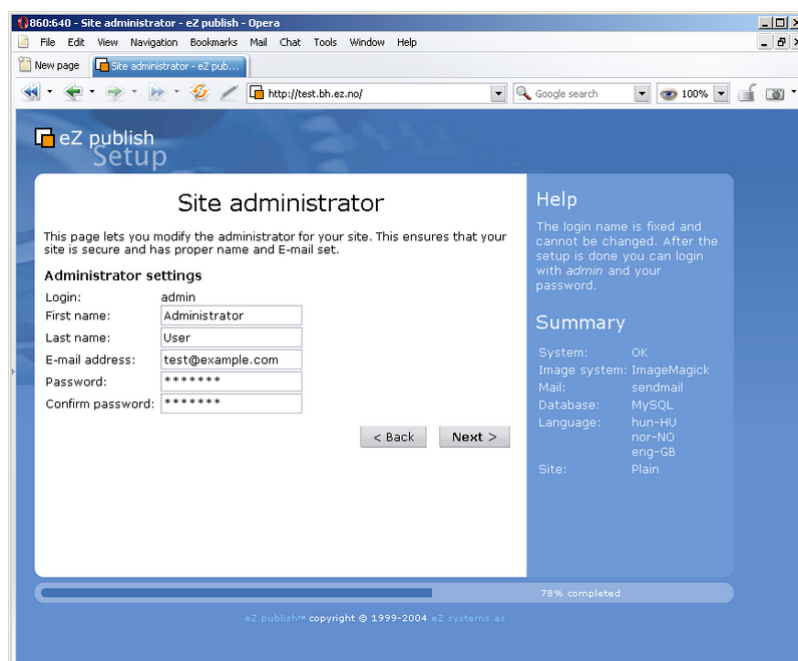 860:640 - Site administrator - eZ publish - Opera
File Edit View Navigation Bookmarks Mail Chat Tools Window Help
New page Site administrator - eZ pub...
http://test.bh.ez.no/ Google search 100%
eZ publish
Setup
Site administrator
This page lets you modify the administrator for your site. This ensures that your
site is secure and has proper name and E-mail set.
Administrator settings
Login: admin
First name: Administrator
Last name: User
E-mail address: test@example.com
Password: *******
Confirm password: *******
< Back Next >
Help
The login name is fixed and
cannot be changed. After the
setup is done you can login
with admin and your
password.
Summary
System: OK
Image system: ImageMagick
Mail: sendmail
Database: MySQL
Language: hun-HU
nor-NO
eng-GB
Site: Plain
78% completed
eZ publish™ copyright © 1999-2004 eZ systems as